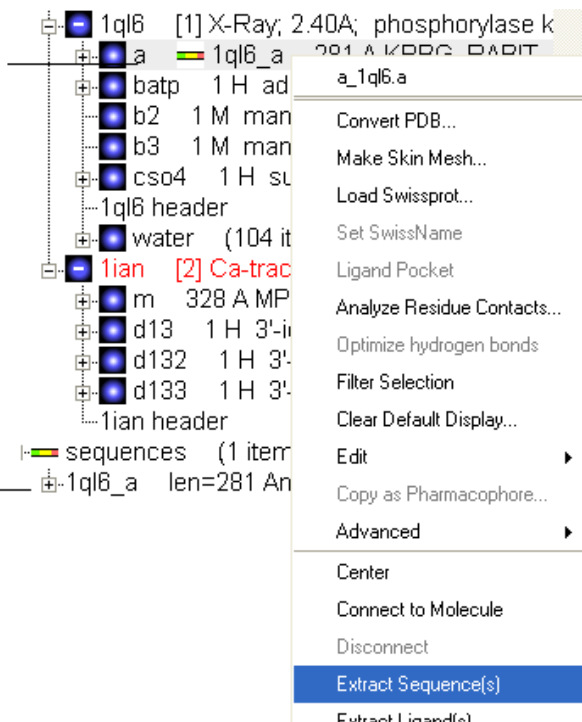 1ql6 [1] X-Ray; 2.40A; phosphorylase k
a 1ql6_a 281 A KPBG_RABIT
batp 1 H ad
b2 1 M man
b3 1 M man
cso4 1 H su
1ql6 header
water (104 it
1ian [2] Ca-trac
m 328 A MP
d13 1 H 3'-i
d132 1 H 3'-
d133 1 H 3'-
1ian header
sequences (1 item
1ql6_a len=281 An
a_1ql6.a
Convert PDB...
Make Skin Mesh...
Load Swissprot...
Set SwissName
Ligand Pocket
Analyze Residue Contacts...
Optimize hydrogen bonds
Filter Selection
Clear Default Display...
Edit
Copy as Pharmacophore...
Advanced
Center
Connect to Molecule
Disconnect
Extract Sequence(s)
Extract Ligand(s)